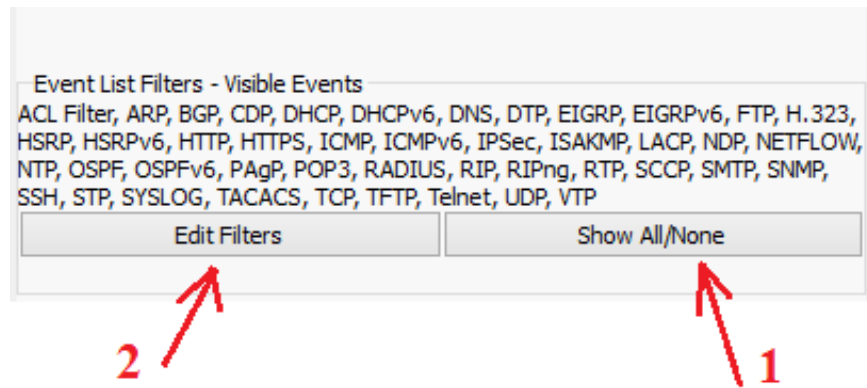 Event List Filters - Visible Events
ACL Filter, ARP, BGP, CDP, DHCP, DHCPv6, DNS, DTP, EIGRP, EIGRPv6, FTP, H.323,
HSRP, HSRPv6, HTTP, HTTPS, ICMP, ICMPv6, IPSec, ISAKMP, LACP, NDP, NETFLOW,
NTP, OSPF, OSPFv6, PAgP, POP3, RADIUS, RIP, RIPng, RTP, SCCP, SMTP, SNMP,
SSH, STP, SYSLOG, TACACS, TCP, TFTP, Telnet, UDP, VTP
Edit Filters Show All/None
2 1